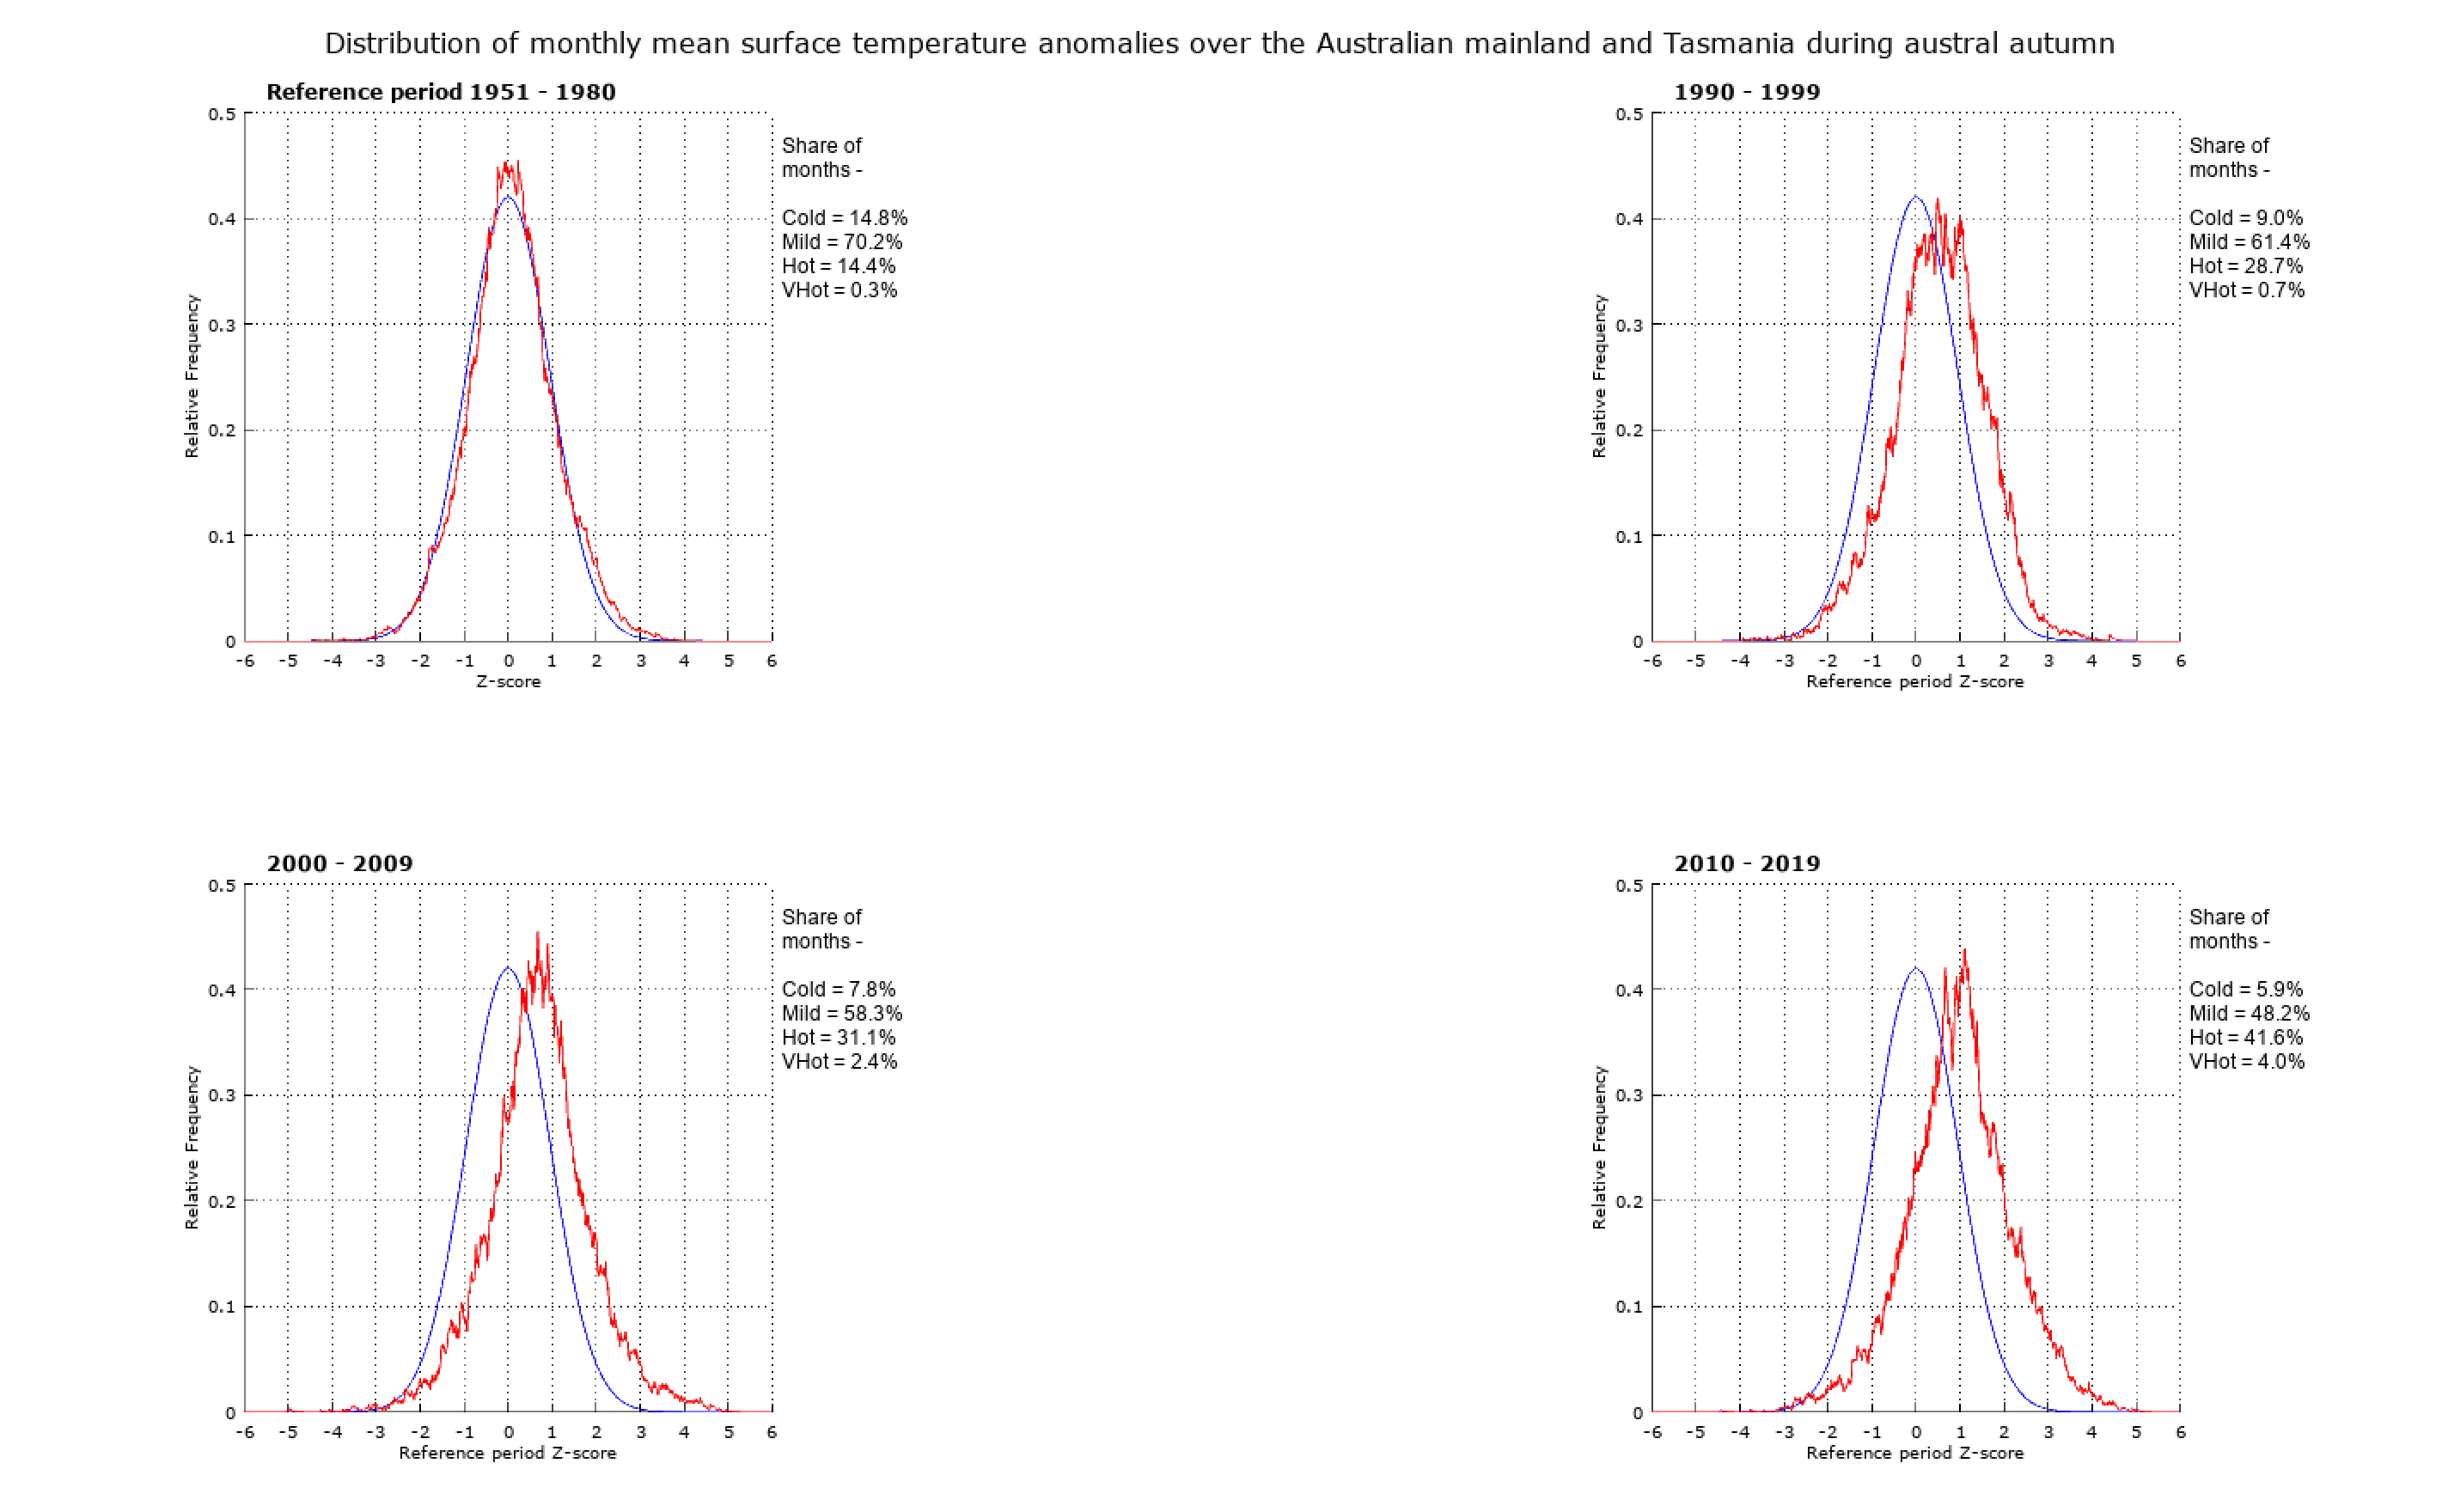 Distribution of monthly mean surface temperature anomalies over the Australian mainland and Tasmania during austral autumn
Reference period 1951 - 1980
0.5
0.4
0.3
0.2
0.1
0
Relative Frequency
-6 -5 -4 -3 -2 -1 0 1 2 3 4 5 6
Z-score
Share of
months -
Cold = 14.8%
Mild = 70.2%
Hot = 14.4%
VHot = 0.3%
1990 - 1999
0.5
0.4
0.3
0.2
0.1
0
Relative Frequency
-6 -5 -4 -3 -2 -1 0 1 2 3 4 5 6
Reference period Z-score
Share of
months -
Cold = 9.0%
Mild = 61.4%
Hot = 28.7%
VHot = 0.7%
2000 - 2009
0.5
0.4
0.3
0.2
0.1
0
Relative Frequency
-6 -5 -4 -3 -2 -1 0 1 2 3 4 5 6
Reference period Z-score
Share of
months -
Cold = 7.8%
Mild = 58.3%
Hot = 31.1%
VHot = 2.4%
2010 - 2019
0.5
0.4
0.3
0.2
0.1
0
Relative Frequency
-6 -5 -4 -3 -2 -1 0 1 2 3 4 5 6
Reference period Z-score
Share of
months -
Cold = 5.9%
Mild = 48.2%
Hot = 41.6%
VHot = 4.0%